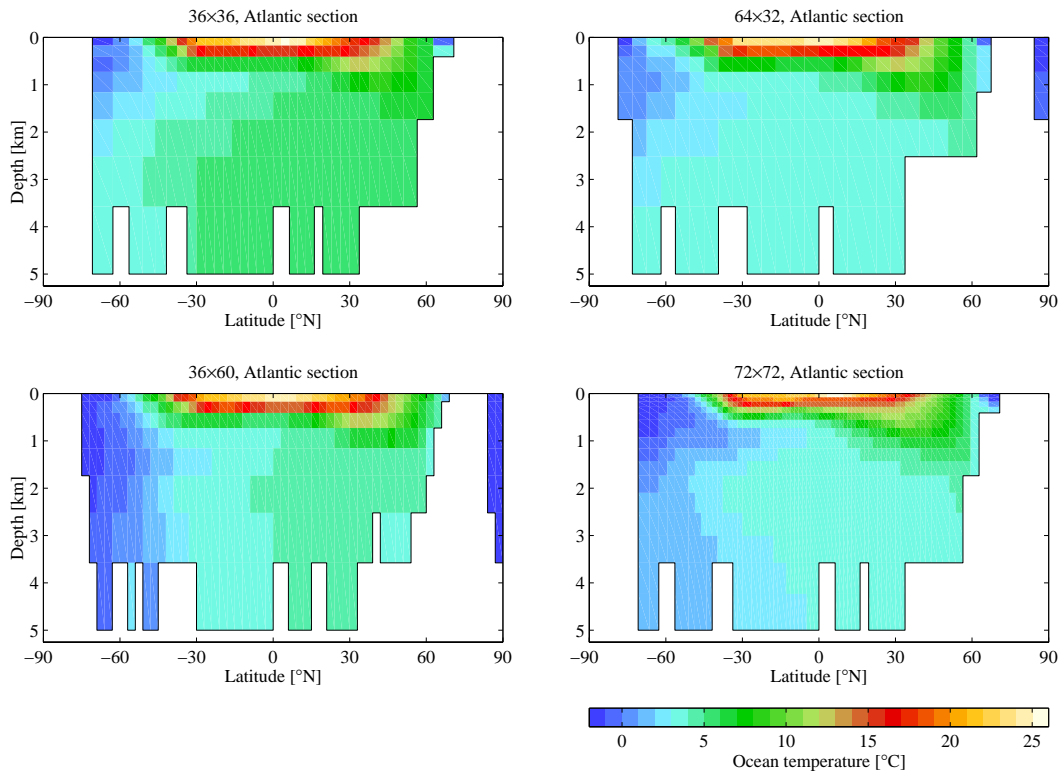 36×36, Atlantic section
64×32, Atlantic section
0
1
2
3
4
5
Depth [km]
−90 −60 −30 0 30 60 90
Latitude [°N]
0
1
2
3
4
5
−90 −60 −30 0 30 60 90
Latitude [°N]
36×60, Atlantic section
72×72, Atlantic section
0
1
2
3
4
5
Depth [km]
−90 −60 −30 0 30 60 90
Latitude [°N]
0
1
2
3
4
5
−90 −60 −30 0 30 60 90
Latitude [°N]
0 5 10 15 20 25
Ocean temperature [°C]